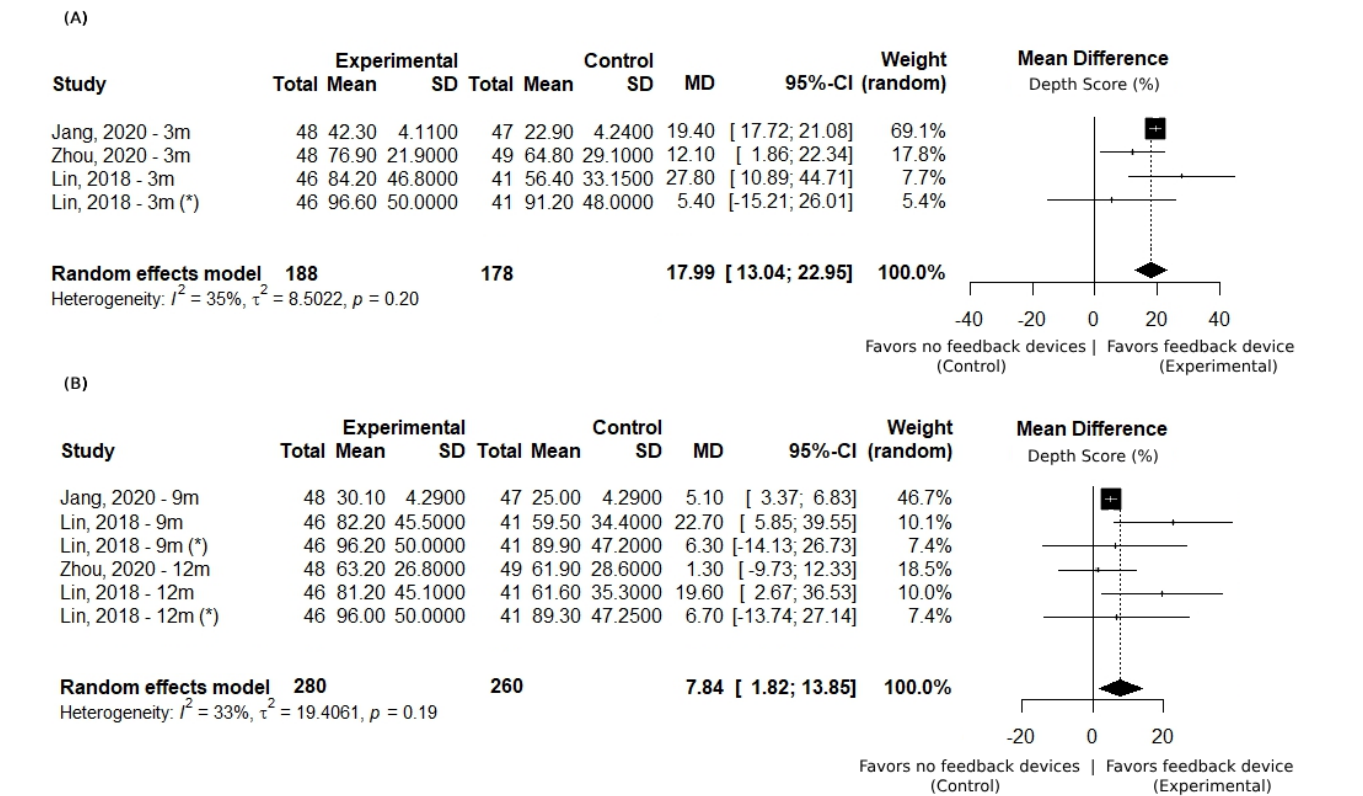 (A)
Experimental Control Weight Mean Difference
Study Total Mean SD Total Mean SD MD 95%-CI (random) Depth Score (%)
Jang, 2020 - 3m 48 42.30 4.1100 47 22.90 4.2400 19.40 [17.72; 21.08] 69.1%
Zhou, 2020 - 3m 48 76.90 21.9000 49 64.80 29.1000 12.10 [ 1.86; 22.34] 17.8%
Lin, 2018 - 3m 46 84.20 46.8000 41 56.40 33.1500 27.80 [10.89; 44.71] 7.7%
Lin, 2018 - 3m (*) 46 96.60 50.0000 41 91.20 48.0000 5.40 [-15.21; 26.01] 5.4%
Random effects model 188 178 17.99 [13.04; 22.95] 100.0%
Heterogeneity: I² = 35%, τ² = 8.5022, p = 0.20
-40 -20 0 20 40
Favors no feedback devices | Favors feedback device
(Control) (Experimental)
(B)
Experimental Control Weight Mean Difference
Study Total Mean SD Total Mean SD MD 95%-CI (random) Depth Score (%)
Jang, 2020 - 9m 48 30.10 4.2900 47 25.00 4.2900 5.10 [ 3.37; 6.83] 46.7%
Lin, 2018 - 9m 46 82.20 45.5000 41 59.50 34.4000 22.70 [ 5.85; 39.55] 10.1%
Lin, 2018 - 9m (*) 46 96.20 50.0000 41 89.90 47.2000 6.30 [-14.13; 26.73] 7.4%
Zhou, 2020 - 12m 48 63.20 26.8000 49 61.90 28.6000 1.30 [ -9.73; 12.33] 18.5%
Lin, 2018 - 12m 46 81.20 45.1000 41 61.60 35.3000 19.60 [ 2.67; 36.53] 10.0%
Lin, 2018 - 12m (*) 46 96.00 50.0000 41 89.30 47.2500 6.70 [-13.74; 27.14] 7.4%
Random effects model 280 260 7.84 [ 1.82; 13.85] 100.0%
Heterogeneity: I² = 33%, τ² = 19.4061, p = 0.19
-20 0 20
Favors no feedback devices | Favors feedback device
(Control) (Experimental)